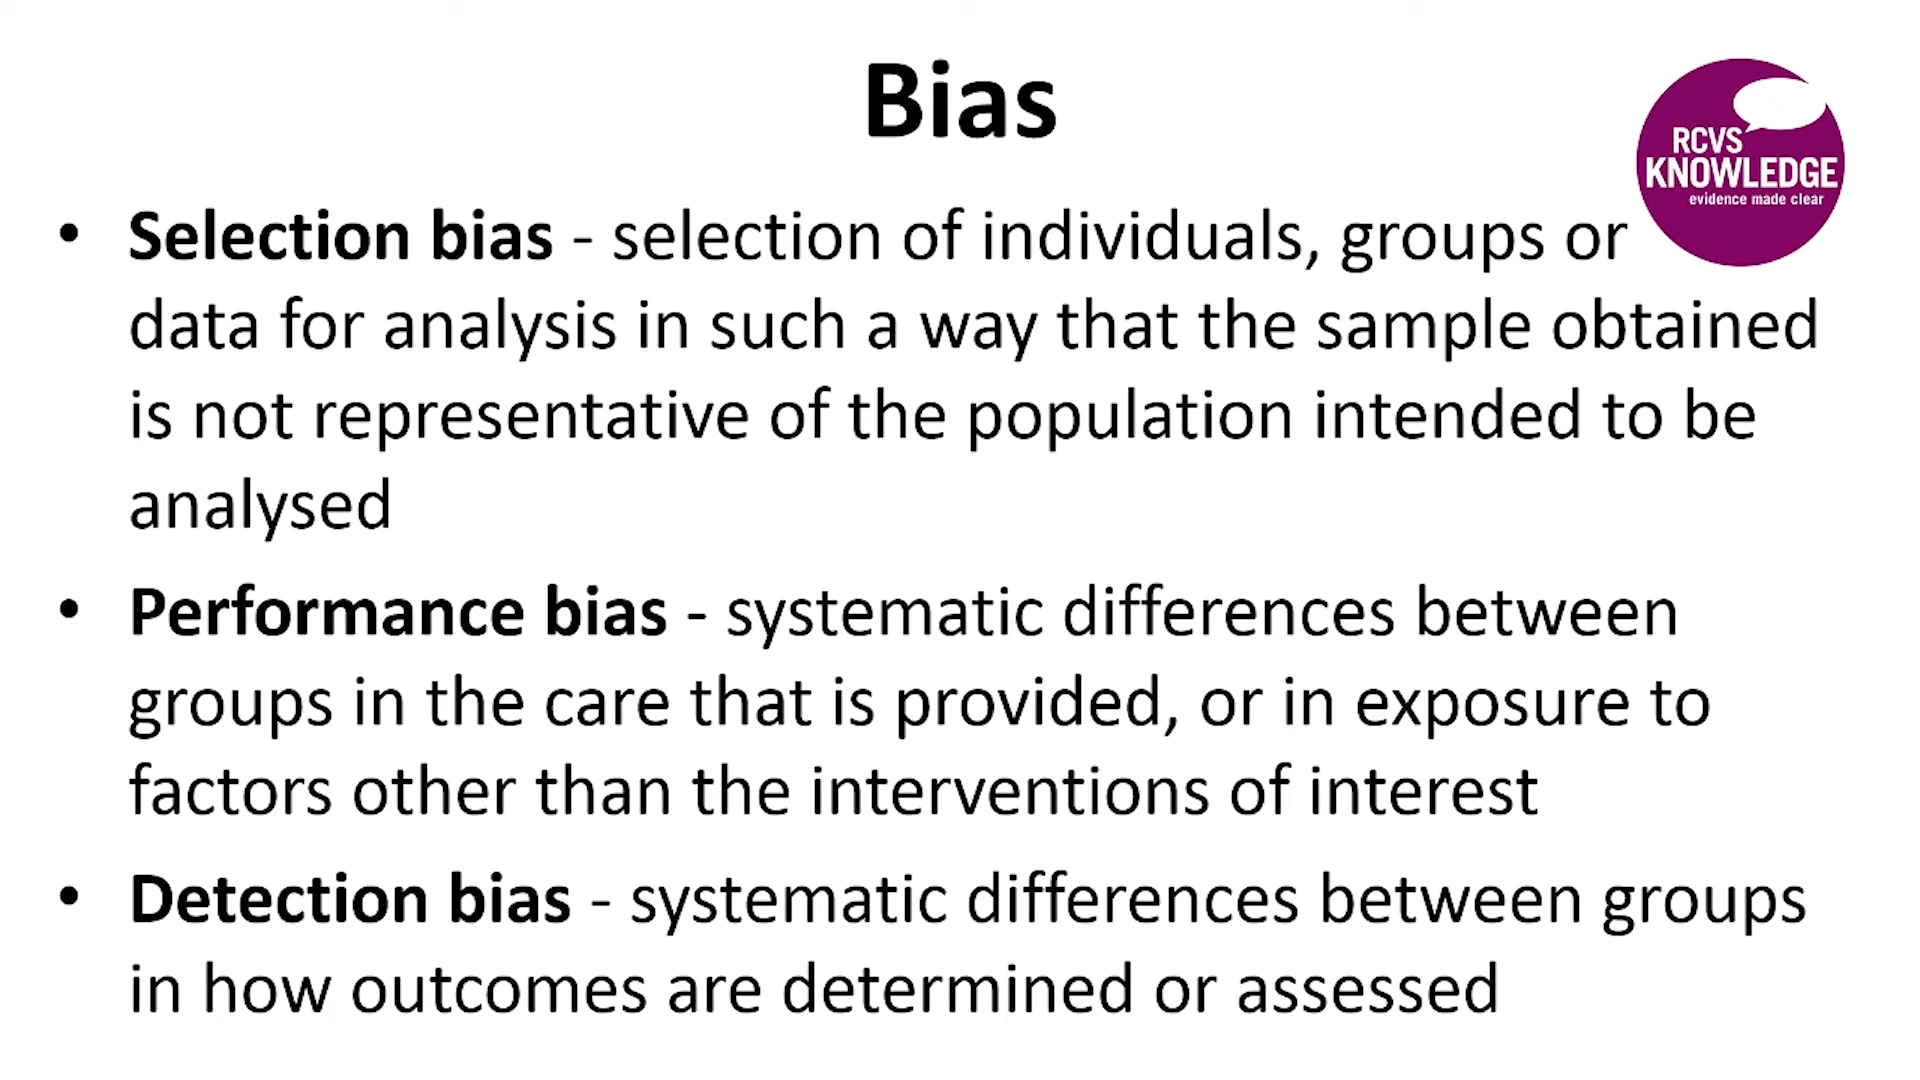 Bias
RCVS
KNOWLEDGE
evidence made clear
• Selection bias - selection of individuals, groups or
data for analysis in such a way that the sample obtained
is not representative of the population intended to be
analysed
• Performance bias - systematic differences between
groups in the care that is provided, or in exposure to
factors other than the interventions of interest
• Detection bias - systematic differences between groups
in how outcomes are determined or assessed